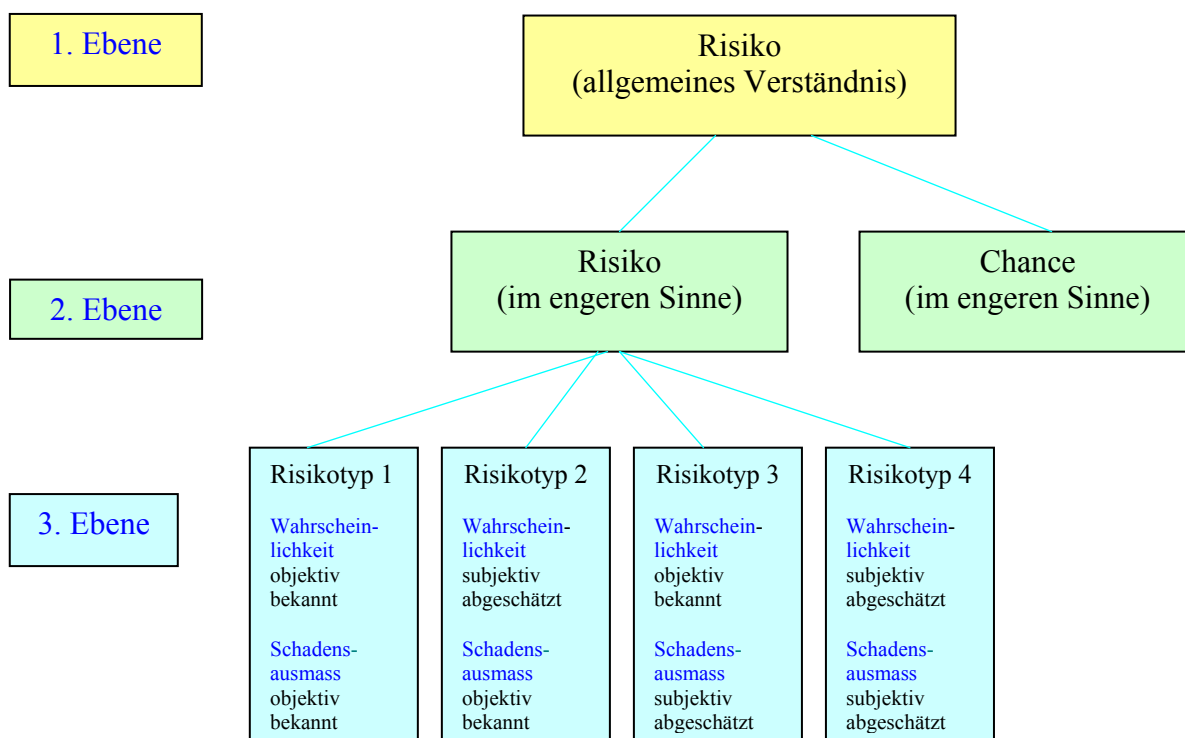 1. Ebene
Risiko
(allgemeines Verständnis)
2. Ebene
Risiko
(im engeren Sinne)
Chance
(im engeren Sinne)
3. Ebene
Risikotyp 1
Wahrschein-
lichkeit
objektiv
bekannt
Schadens-
ausmass
objektiv
bekannt
Risikotyp 2
Wahrschein-
lichkeit
subjektiv
abgeschätzt
Schadens-
ausmass
objektiv
bekannt
Risikotyp 3
Wahrschein-
lichkeit
objektiv
bekannt
Schadens-
ausmass
subjektiv
abgeschätzt
Risikotyp 4
Wahrschein-
lichkeit
subjektiv
abgeschätzt
Schadens-
ausmass
subjektiv
abgeschätzt